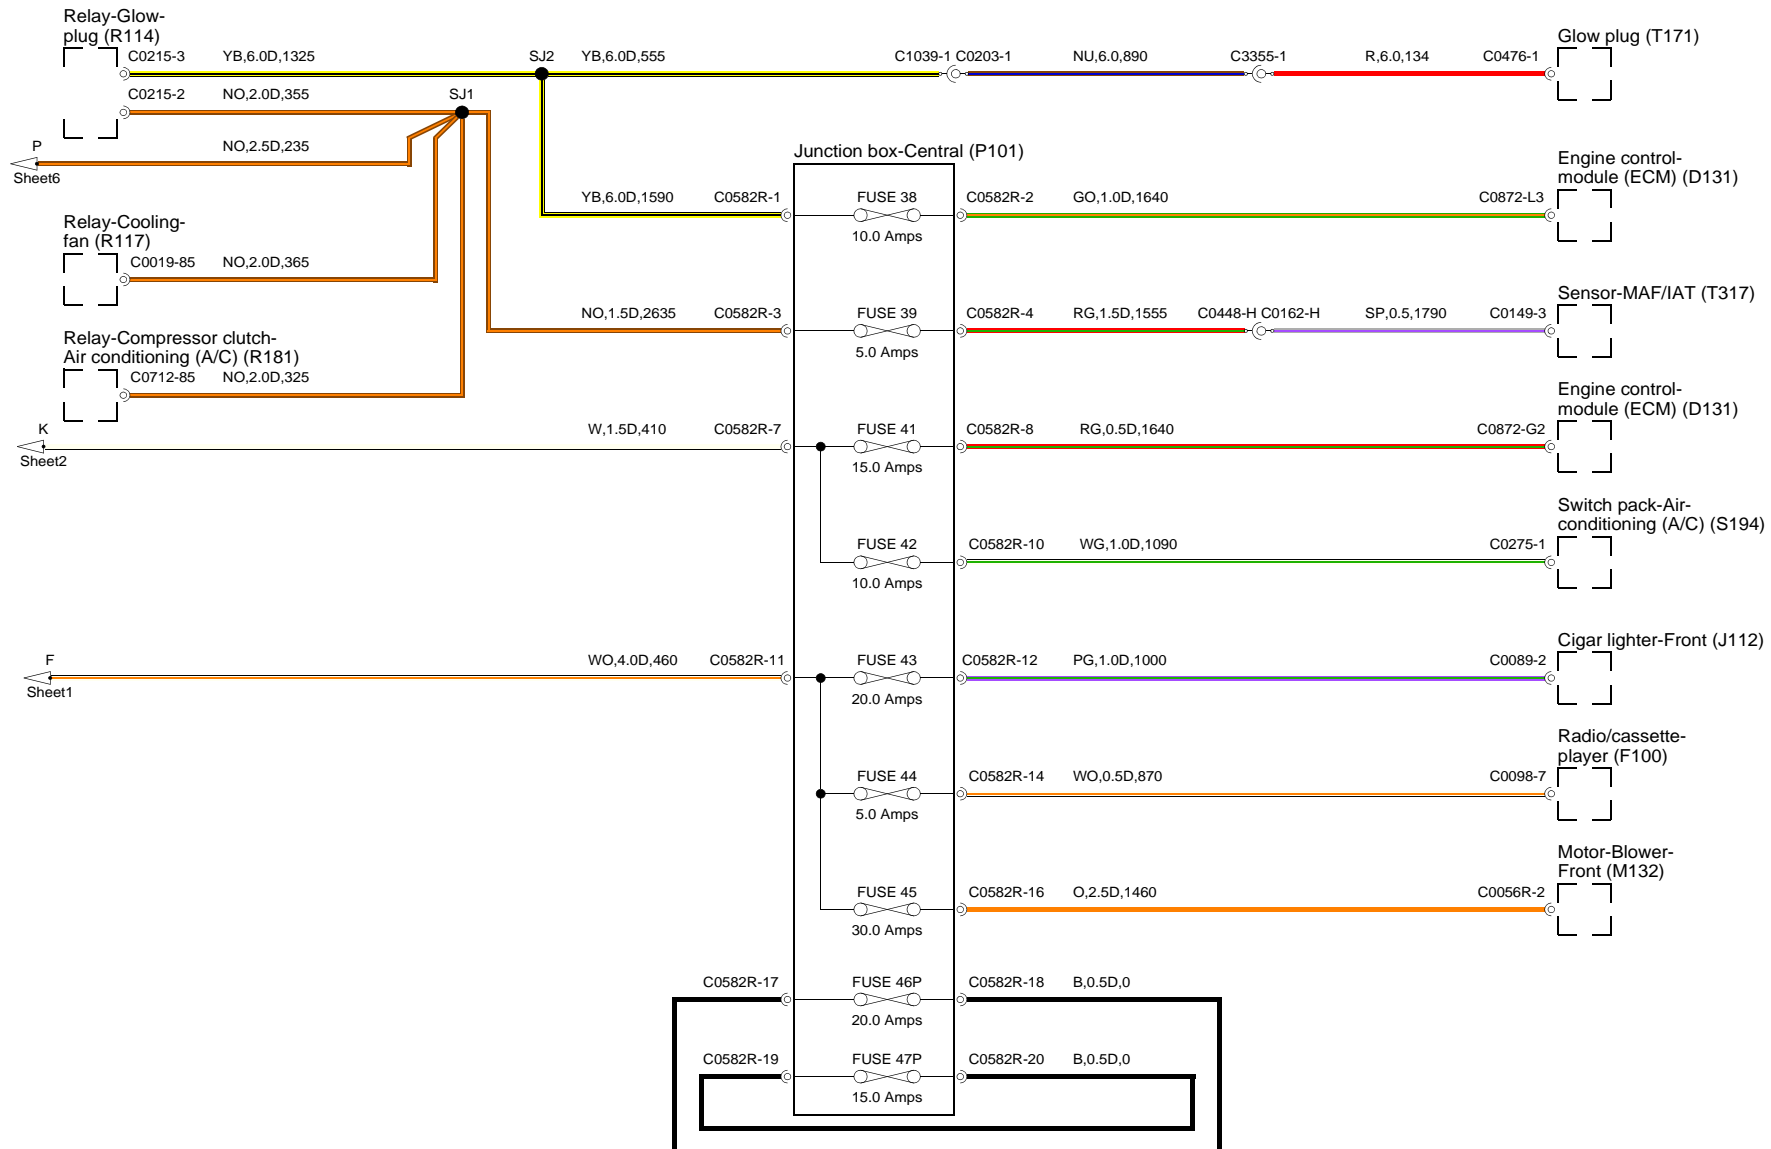 Relay-Glow-
plug (R114)
C0215-3 YB,6.0D,1325 SJ2 YB,6.0D,555 C1039-1 C0203-1 NU,6.0,890 C3355-1 R,6.0,134 C0476-1
Glow plug (T171)
C0215-2 NO,2.0D,355 SJ1
P NO,2.5D,235
Sheet6
Junction box-Central (P101)
Engine control-
module (ECM) (D131)
YB,6.0D,1590 C0582R-1 FUSE 38 C0582R-2 GO,1.0D,1640 C0872-L3
10.0 Amps
Relay-Cooling-
fan (R117)
C0019-85 NO,2.0D,365
Sensor-MAF/IAT (T317)
NO,1.5D,2635 C0582R-3 FUSE 39 C0582R-4 RG,1.5D,1555 C0448-H C0162-H SP,0.5,1790 C0149-3
5.0 Amps
Relay-Compressor clutch-
Air conditioning (A/C) (R181)
C0712-85 NO,2.0D,325
Engine control-
module (ECM) (D131)
K W,1.5D,410 C0582R-7 FUSE 41 C0582R-8 RG,0.5D,1640 C0872-G2
Sheet2 15.0 Amps
Switch pack-Air-
conditioning (A/C) (S194)
FUSE 42 C0582R-10 WG,1.0D,1090 C0275-1
10.0 Amps
Cigar lighter-Front (J112)
F WO,4.0D,460 C0582R-11 FUSE 43 C0582R-12 PG,1.0D,1000 C0089-2
Sheet1 20.0 Amps
Radio/cassette-
player (F100)
FUSE 44 C0582R-14 WO,0.5D,870 C0098-7
5.0 Amps
Motor-Blower-
Front (M132)
FUSE 45 C0582R-16 O,2.5D,1460 C0056R-2
30.0 Amps
C0582R-17 FUSE 46P C0582R-18 B,0.5D,0
20.0 Amps
C0582R-19 FUSE 47P C0582R-20 B,0.5D,0
15.0 Amps